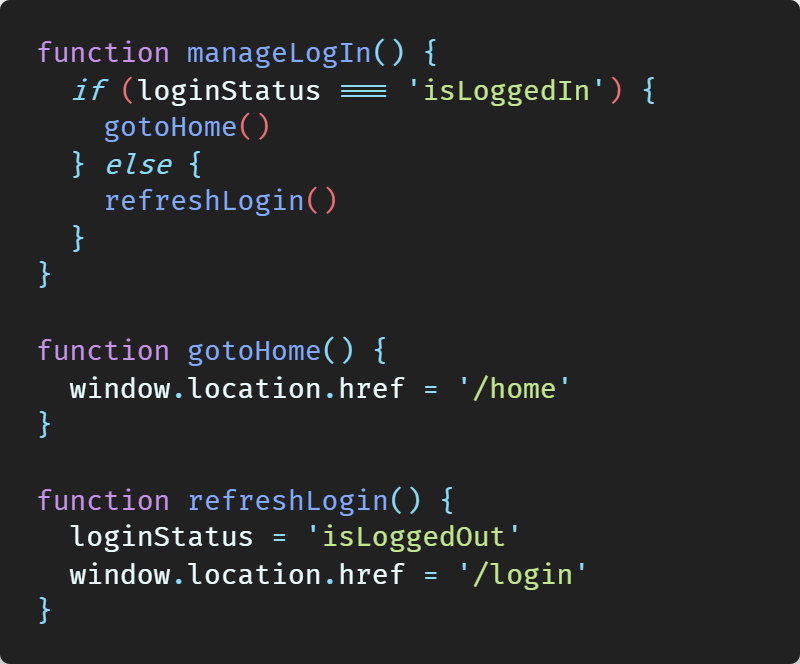 function manageLogIn() {
  if (loginStatus === 'isLoggedIn') {
    gotoHome()
  } else {
    refreshLogin()
  }
}

function gotoHome() {
  window.location.href = '/home'
}

function refreshLogin() {
  loginStatus = 'isLoggedOut'
  window.location.href = '/login'
}